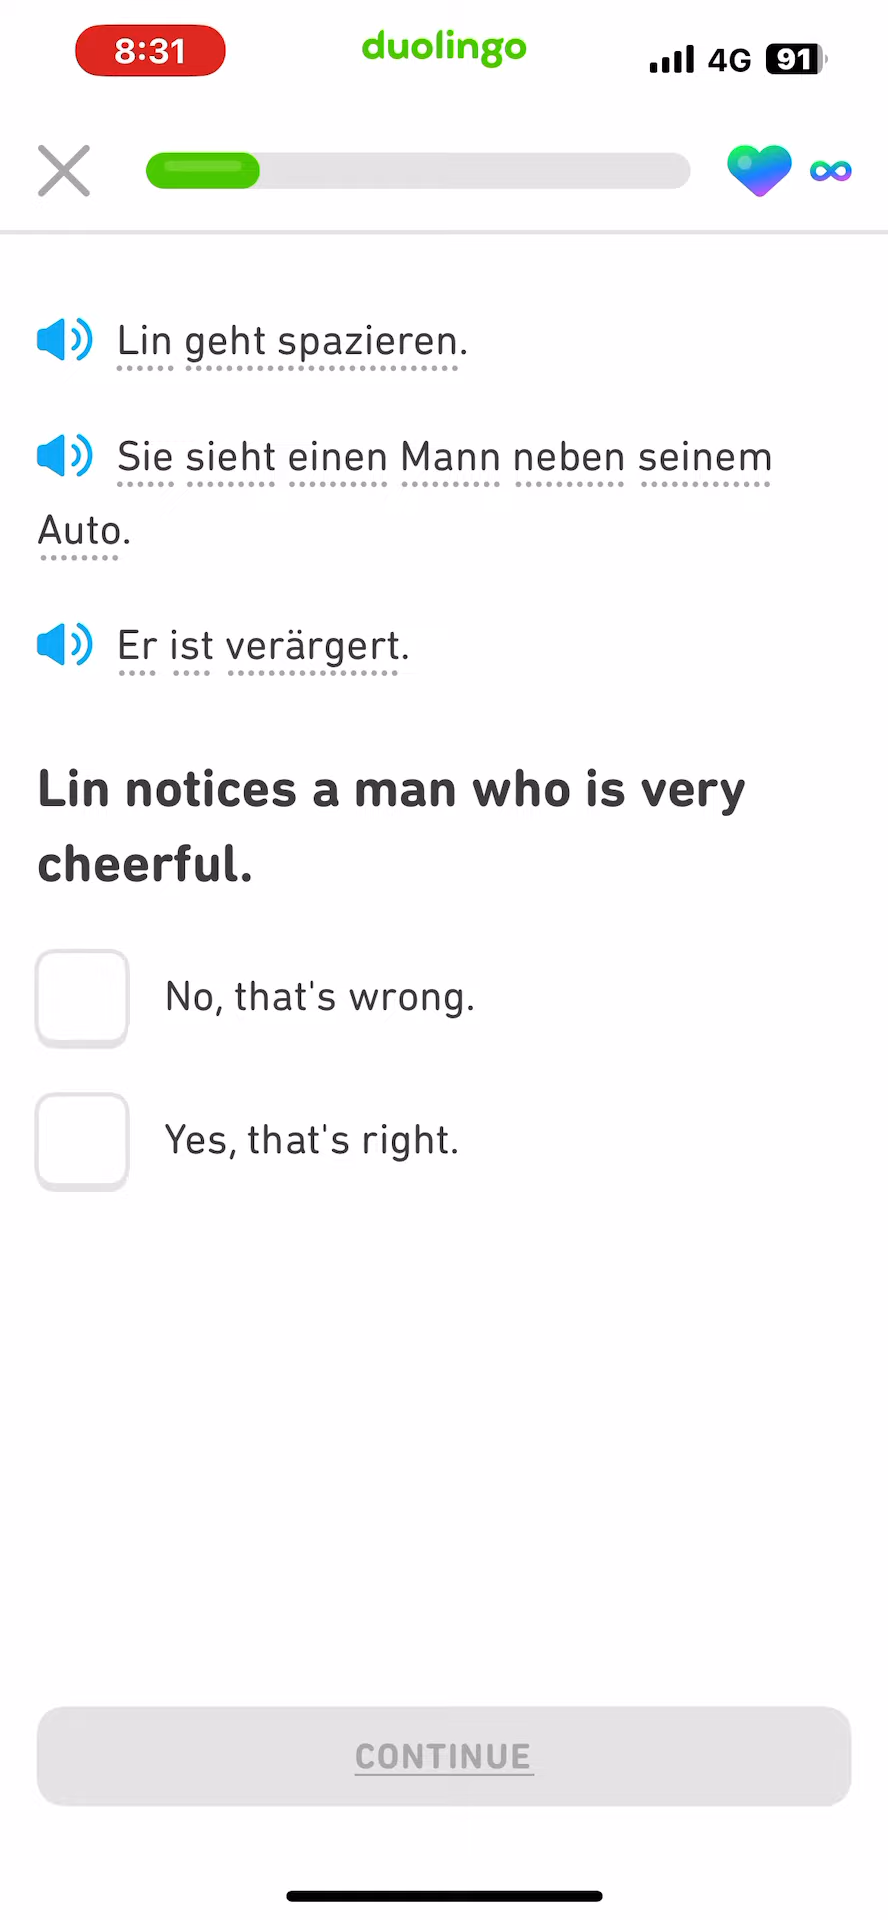 8:31
duolingo
4G
91
Lin geht spazieren.
Sie sieht einen Mann neben seinem
Auto.
Er ist verärgert.
Lin notices a man who is very
cheerful.
No, that's wrong.
Yes, that's right.
CONTINUE